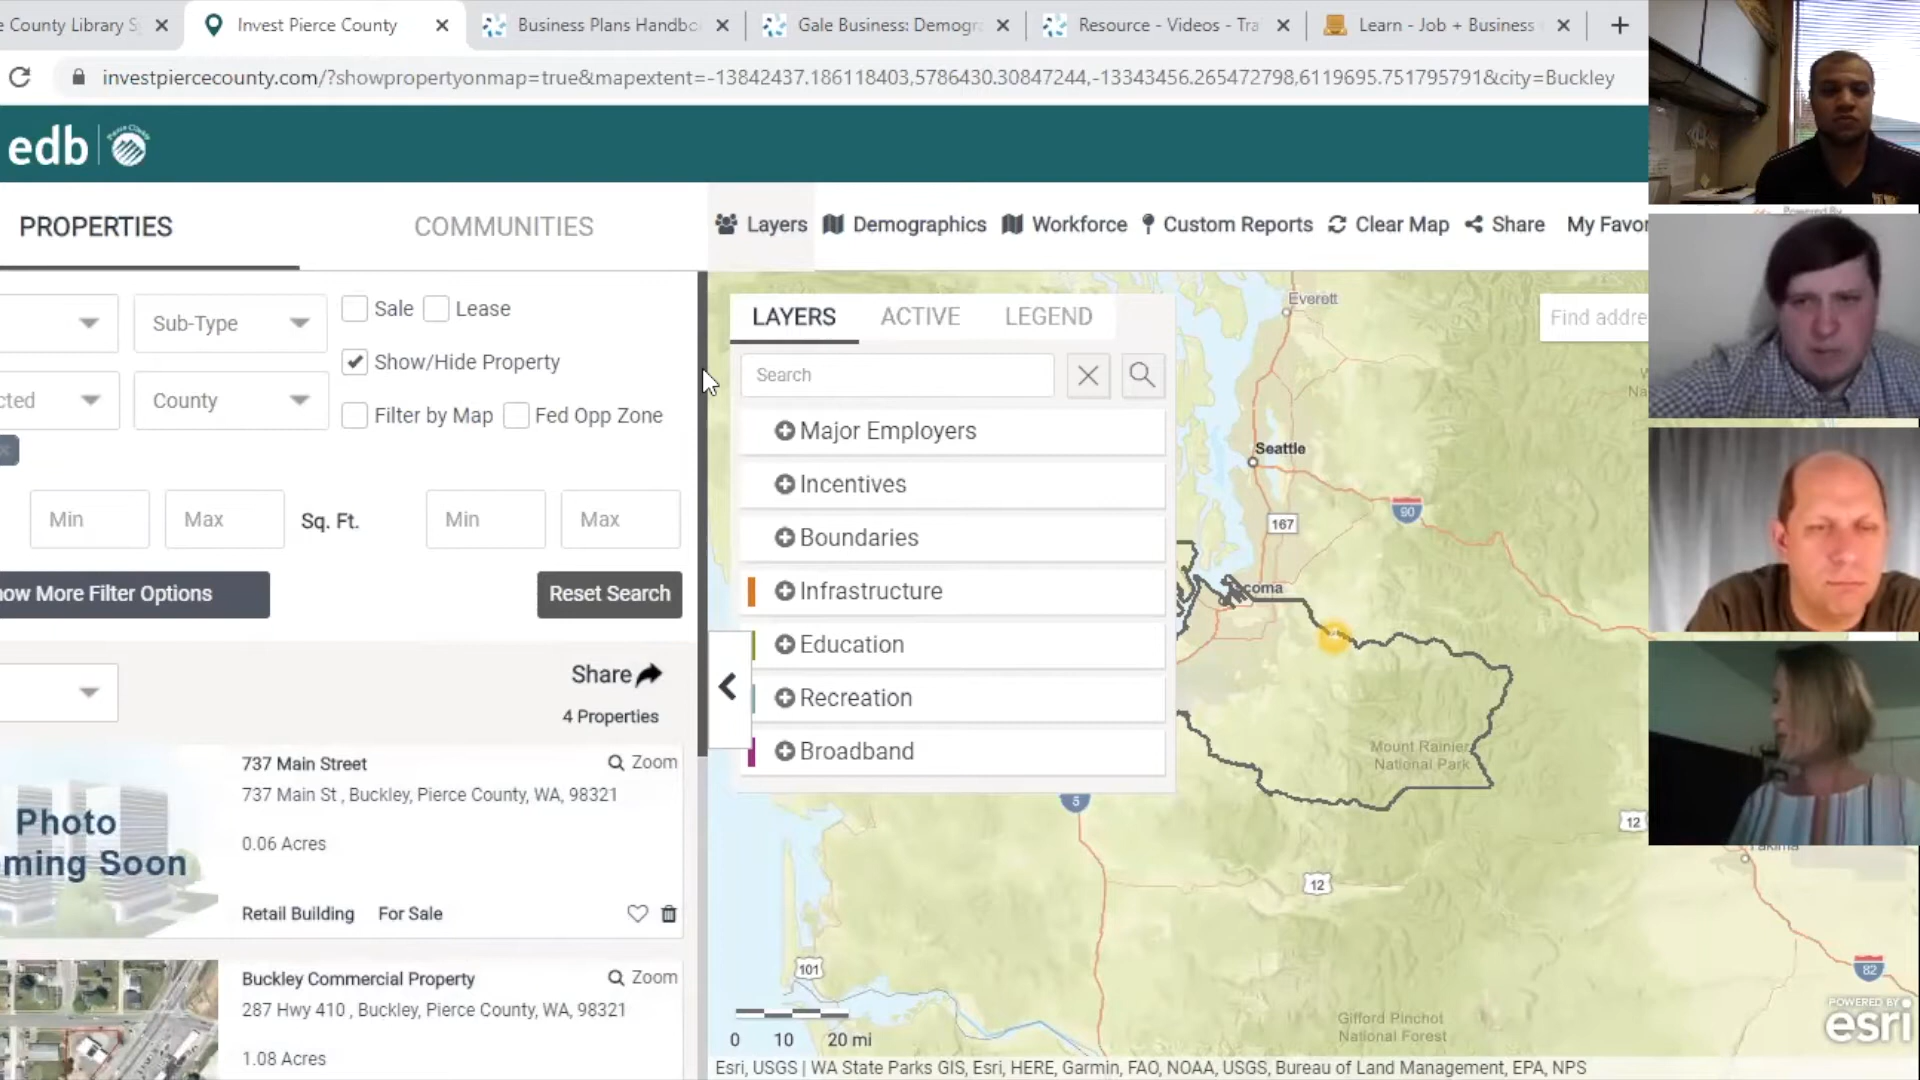 e County Library S
Invest Pierce County
Business Plans Handbo
Gale Business: Demogr
Resource - Videos - Tra
Learn - Job + Business
investpiercecounty.com/?showpropertyonmap=true&mapextent=-13842437.186118403,5786430.30847244,-13343456.265472798,6119695.751795791&city=Buckley
edb
Pierce County
PROPERTIES
COMMUNITIES
Layers
Demographics
Workforce
Custom Reports
Clear Map
Share
My Favor
Sub-Type
Sale
Lease
Show/Hide Property
cted
County
Filter by Map
Fed Opp Zone
Min
Max
Sq. Ft.
Min
Max
ow More Filter Options
Reset Search
Share
4 Properties
Photo
ming Soon
737 Main Street
Zoom
737 Main St , Buckley, Pierce County, WA, 98321
0.06 Acres
Retail Building
For Sale
Buckley Commercial Property
Zoom
287 Hwy 410 , Buckley, Pierce County, WA, 98321
1.08 Acres
LAYERS
ACTIVE
LEGEND
Search
Major Employers
Incentives
Boundaries
Infrastructure
Education
Recreation
Broadband
Find addre
Everett
Seattle
90
167
coma
Mount Rainier
National Park
5
12
12
Yakima
101
82
Gifford Pinchot
National Forest
0 10 20 mi
POWERED BY
esri
Esri, USGS | WA State Parks GIS, Esri, HERE, Garmin, FAO, NOAA, USGS, Bureau of Land Management, EPA, NPS